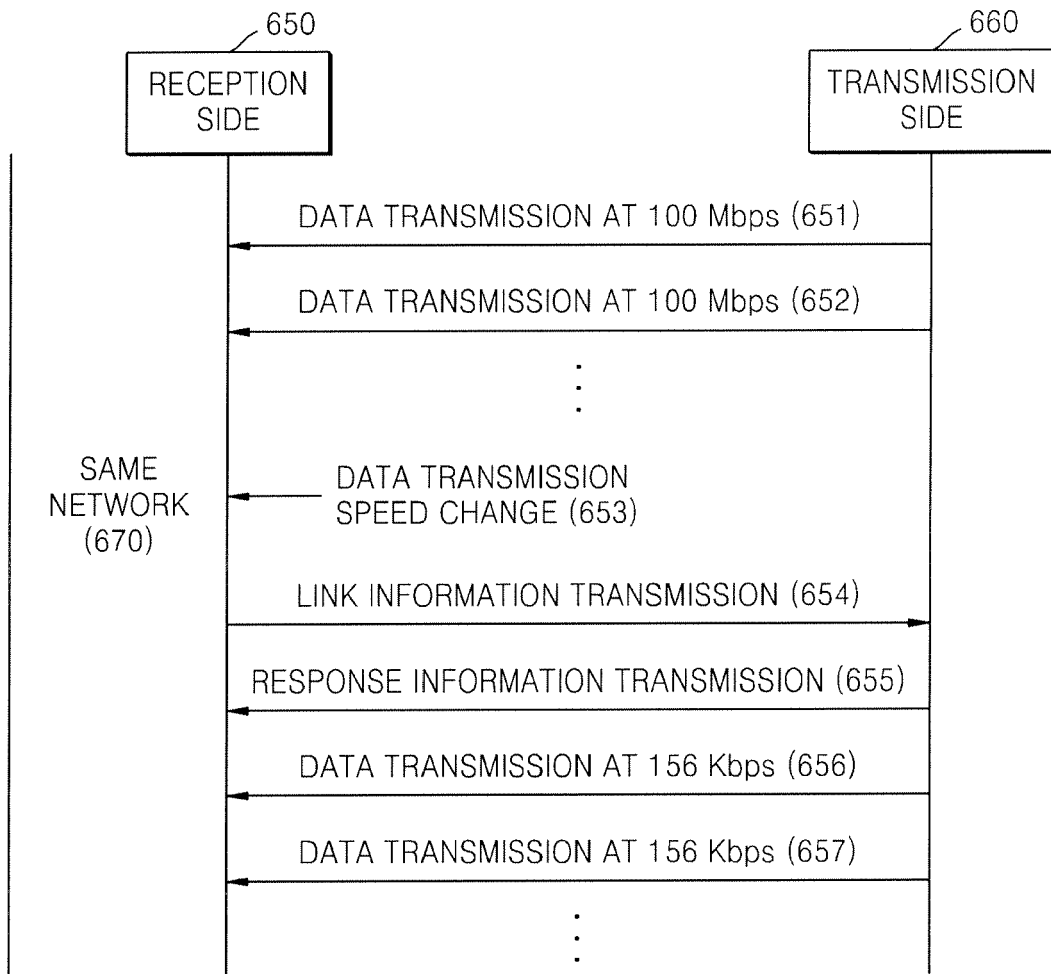 650
660
RECEPTION
SIDE
TRANSMISSION
SIDE
DATA TRANSMISSION AT 100 Mbps (651)
DATA TRANSMISSION AT 100 Mbps (652)
SAME
NETWORK
(670)
DATA TRANSMISSION
SPEED CHANGE (653)
LINK INFORMATION TRANSMISSION (654)
RESPONSE INFORMATION TRANSMISSION (655)
DATA TRANSMISSION AT 156 Kbps (656)
DATA TRANSMISSION AT 156 Kbps (657)